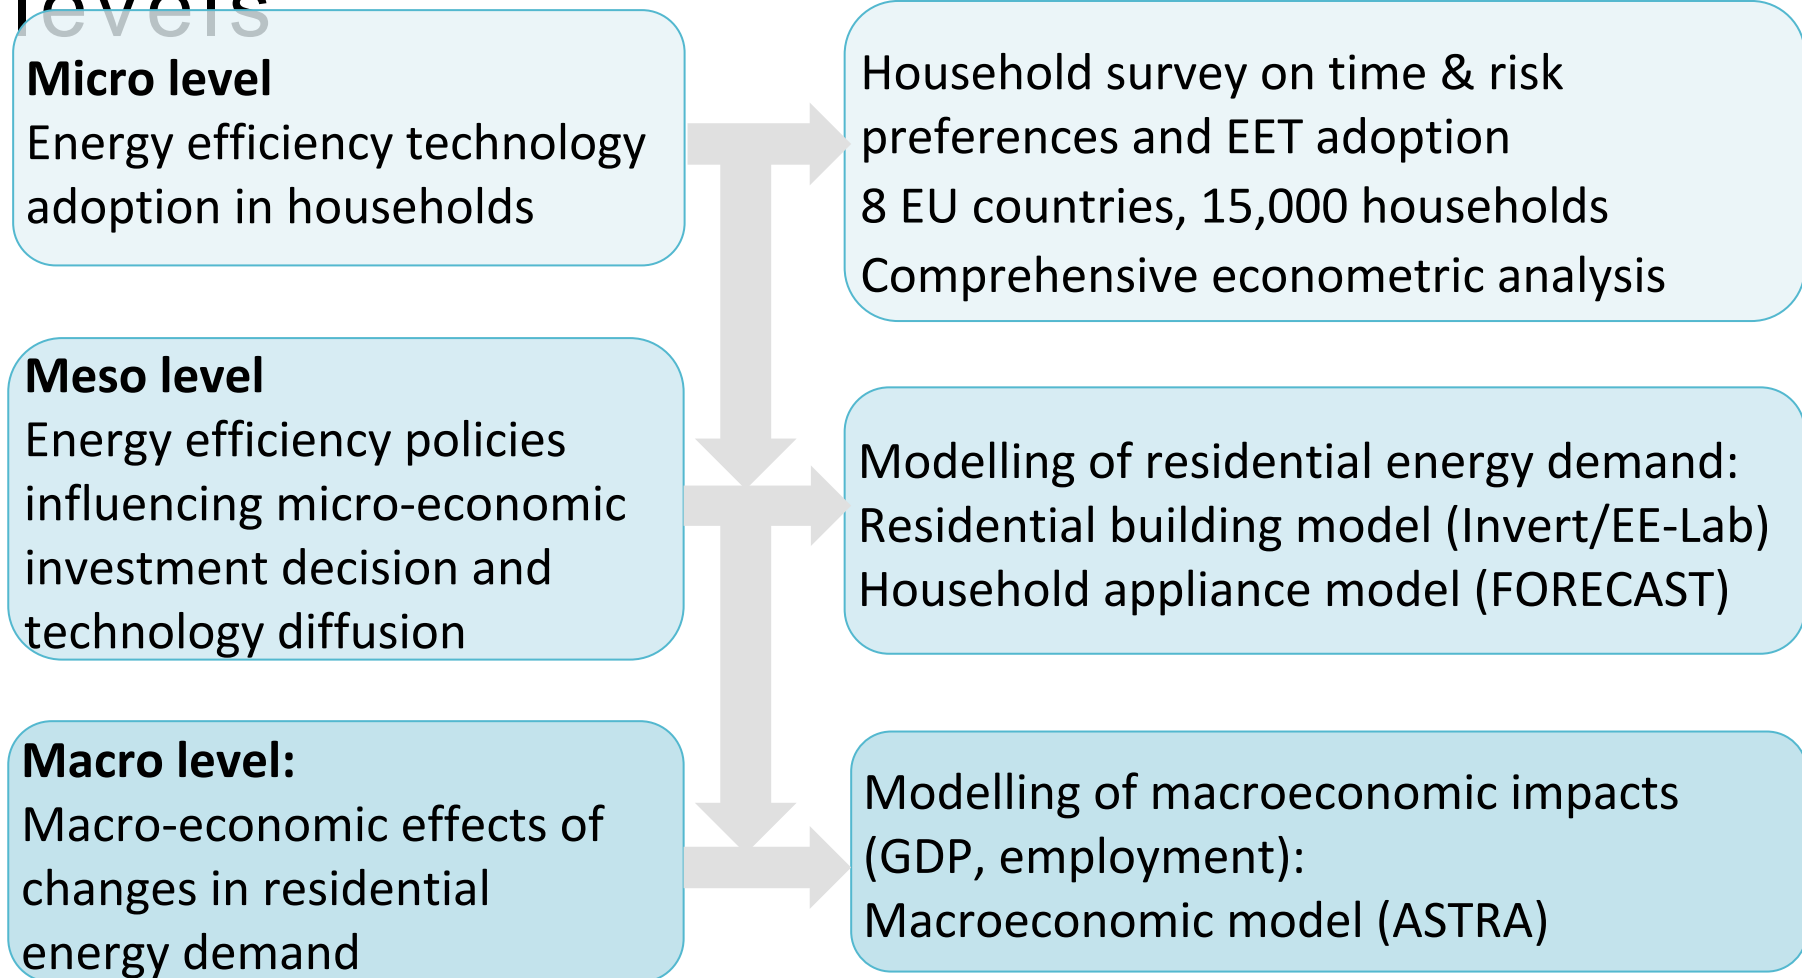 levels
Micro level
Energy efficiency technology
adoption in households
Household survey on time & risk
preferences and EET adoption
8 EU countries, 15,000 households
Comprehensive econometric analysis
Meso level
Energy efficiency policies
influencing micro-economic
investment decision and
technology diffusion
Modelling of residential energy demand:
Residential building model (Invert/EE-Lab)
Household appliance model (FORECAST)
Macro level:
Macro-economic effects of
changes in residential
energy demand
Modelling of macroeconomic impacts
(GDP, employment):
Macroeconomic model (ASTRA)